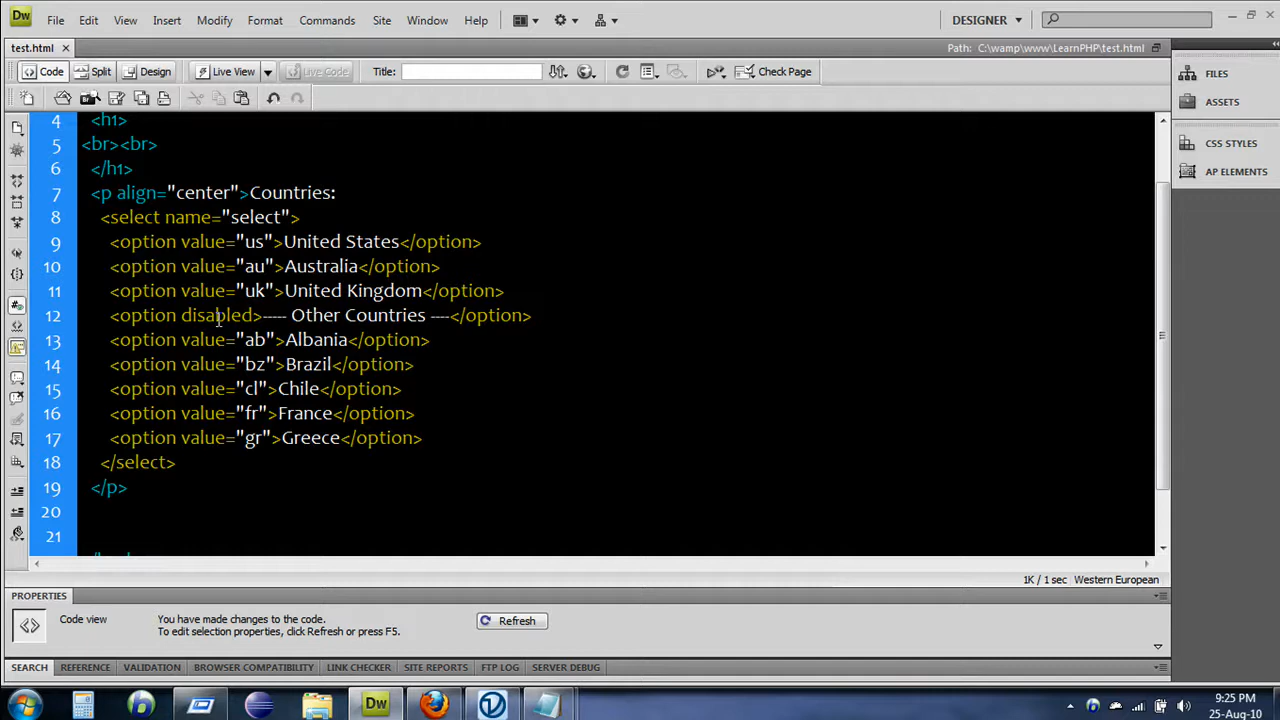 Dw File Edit View Insert Modify Format Commands Site Window Help DESIGNER
test.html Path: C:\wamp\www\LearnPHP\test.html
Code Split Design Live View Live Code Title: Check Page
FILES
ASSETS
CSS STYLES
AP ELEMENTS
4 <h1>
5 <br><br>
6 </h1>
7 <p align="center">Countries:
8 <select name="select">
9 <option value="us">United States</option>
10 <option value="au">Australia</option>
11 <option value="uk">United Kingdom</option>
12 <option disabled>----- Other Countries ----</option>
13 <option value="ab">Albania</option>
14 <option value="bz">Brazil</option>
15 <option value="cl">Chile</option>
16 <option value="fr">France</option>
17 <option value="gr">Greece</option>
18 </select>
19 </p>
20
21
1K / 1 sec Western European
PROPERTIES
Code view You have made changes to the code. Refresh
To edit selection properties, click Refresh or press F5.
SEARCH REFERENCE VALIDATION BROWSER COMPATIBILITY LINK CHECKER SITE REPORTS FTP LOG SERVER DEBUG
Dw 9:25 PM
25-Aug-10